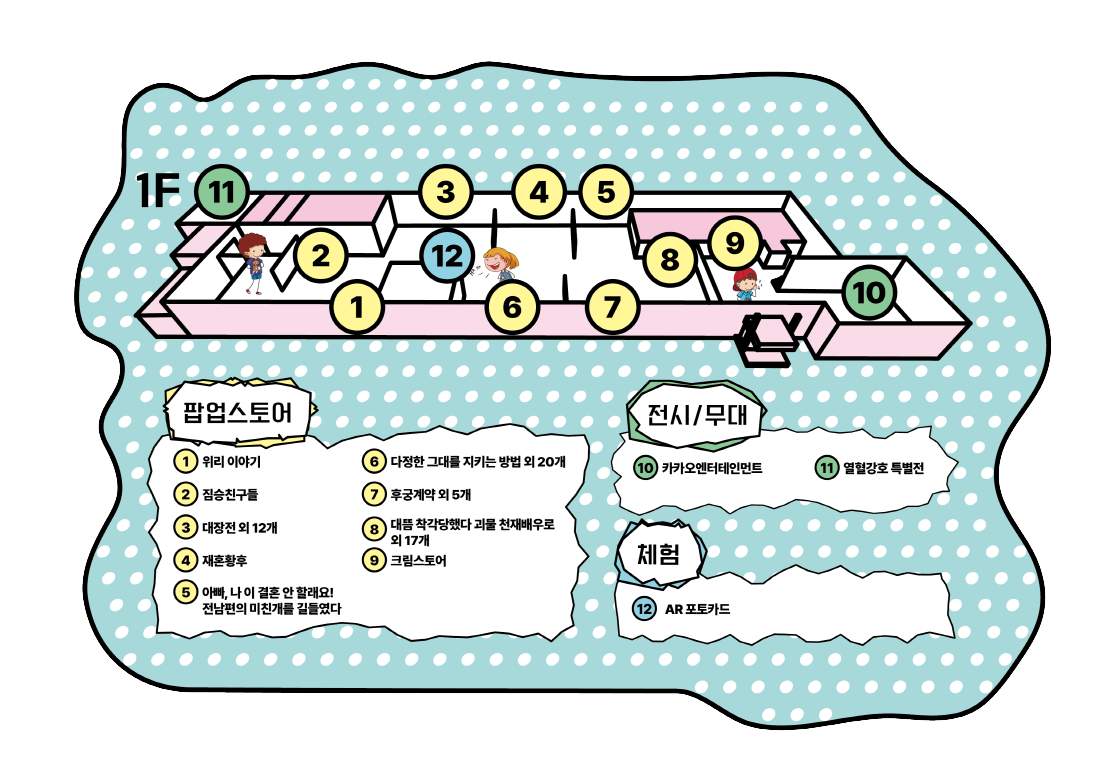 1F
11
3
4
5
2
12
8
9
10
1
6
7
팝업스토어
1 위리 이야기
2 짐승친구들
3 대장전 외 12개
4 재혼황후
5 아빠, 나 이 결혼 안 할래요!
전남편의 미친개를 길들였다
6 다정한 그대를 지키는 방법 외 20개
7 후궁계약 외 5개
8 대뜸 착각당했다 괴물 천재배우로
외 17개
9 크림스토어
전시/무대
10 카카오엔터테인먼트
11 열혈강호 특별전
체험
12 AR 포토카드